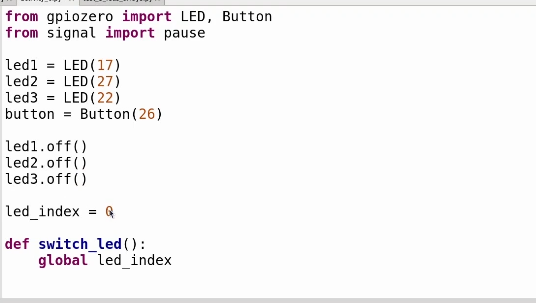 from gpiozero import LED, Button
from signal import pause
led1 = LED(17)
led2 = LED(27)
led3 = LED(22)
button = Button(26)
led1.off()
led2.off()
led3.off()
led_index = 0
def switch_led():
    global led_index